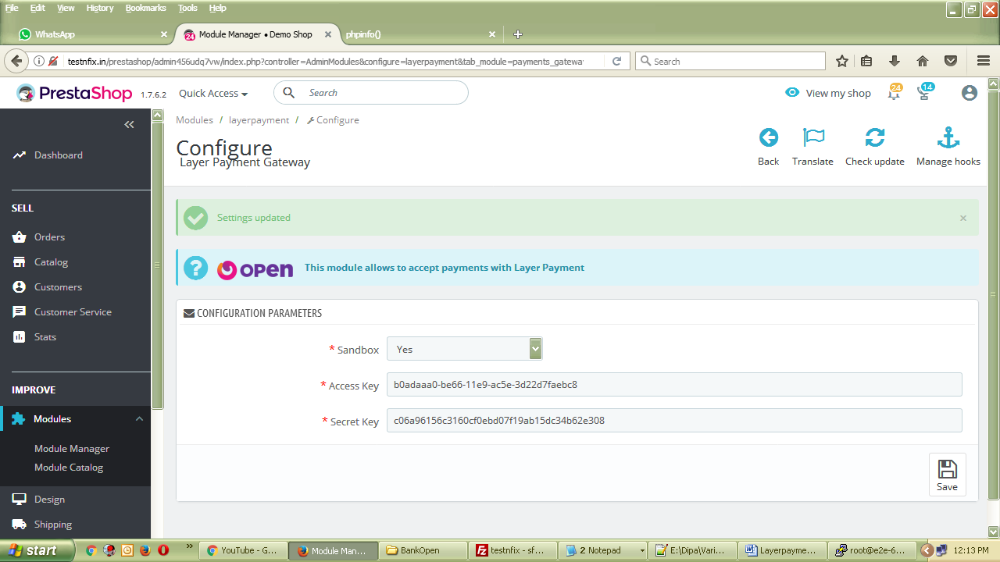 File Edit View History Bookmarks Tools Help
WhatsApp
24 Module Manager • Demo Shop
phpinfo()
testnfix.in/prestashop/admin456udq7vw/index.php?controller=AdminModules&configure=layerpayment&tab_module=payments_gateway
Search
PrestaShop 1.7.6.2 Quick Access Search View my shop 24 14
Modules / layerpayment / Configure
Configure
Layer Payment Gateway
Back Translate Check update Manage hooks
Dashboard
SELL
Orders
Catalog
Customers
Customer Service
Stats
IMPROVE
Modules
Module Manager
Module Catalog
Design
Shipping
Settings updated ×
? open This module allows to accept payments with Layer Payment
CONFIGURATION PARAMETERS
* Sandbox Yes
* Access Key b0adaaa0-be66-11e9-ac5e-3d22d7faebc8
* Secret Key c06a96156c3160cf0ebd07f19ab15dc34b62e308
Save
start YouTube - G... Module Man... BankOpen testnfix - sf... 2 Notepad E:\Dipa\Vari... Layerpayme... root@e2e-6... 12:13 PM